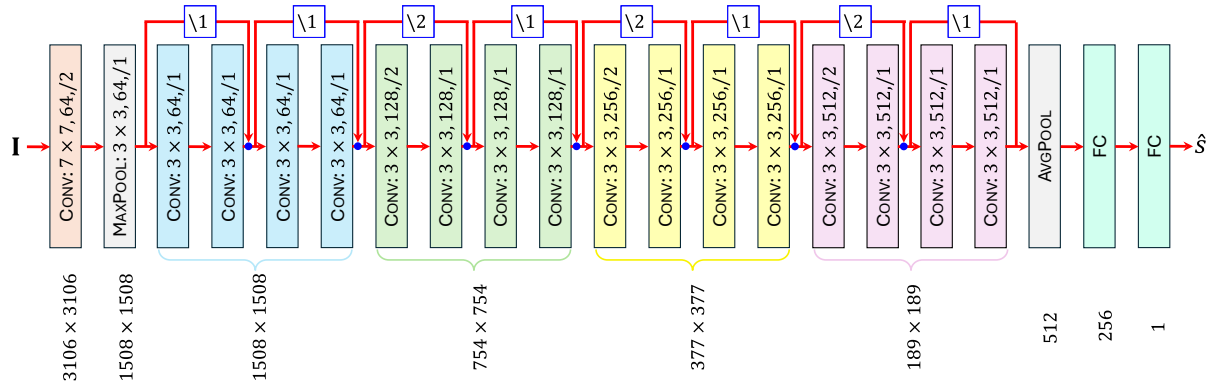 \1
\1
\2
\1
\2
\1
\2
\1
I
CONV: 7 × 7, 64,/2
MAXPOOL: 3 × 3, 64,/1
CONV: 3 × 3, 64,/1
CONV: 3 × 3, 64,/1
CONV: 3 × 3, 64,/1
CONV: 3 × 3, 64,/1
CONV: 3 × 3, 128,/2
CONV: 3 × 3, 128,/1
CONV: 3 × 3, 128,/1
CONV: 3 × 3, 128,/1
CONV: 3 × 3, 256,/2
CONV: 3 × 3, 256,/1
CONV: 3 × 3, 256,/1
CONV: 3 × 3, 256,/1
CONV: 3 × 3, 512,/2
CONV: 3 × 3, 512,/1
CONV: 3 × 3, 512,/1
CONV: 3 × 3, 512,/1
AVGPOOL
FC
FC
ŝ
3106 × 3106
1508 × 1508
1508 × 1508
754 × 754
377 × 377
189 × 189
512
256
1